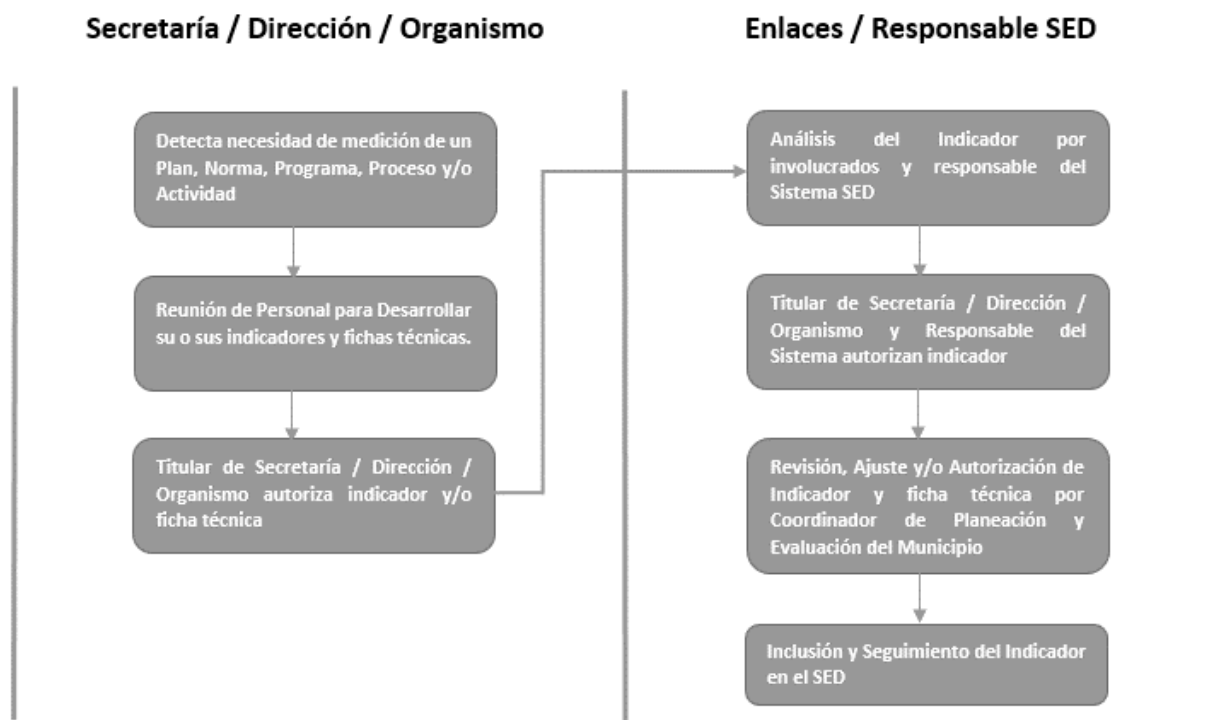 Secretaría / Dirección / Organismo
Detecta necesidad de medición de un
Plan, Norma, Programa, Proceso y/o
Actividad
Reunión de Personal para Desarrollar
su o sus indicadores y fichas técnicas.
Titular de Secretaría / Dirección /
Organismo autoriza indicador y/o
ficha técnica
Enlaces / Responsable SED
Análisis del Indicador por
involucrados y responsable del
Sistema SED
Titular de Secretaría / Dirección /
Organismo y Responsable del
Sistema autorizan indicador
Revisión, Ajuste y/o Autorización de
Indicador y ficha técnica por
Coordinador de Planeación y
Evaluación del Municipio
Inclusión y Seguimiento del Indicador
en el SED